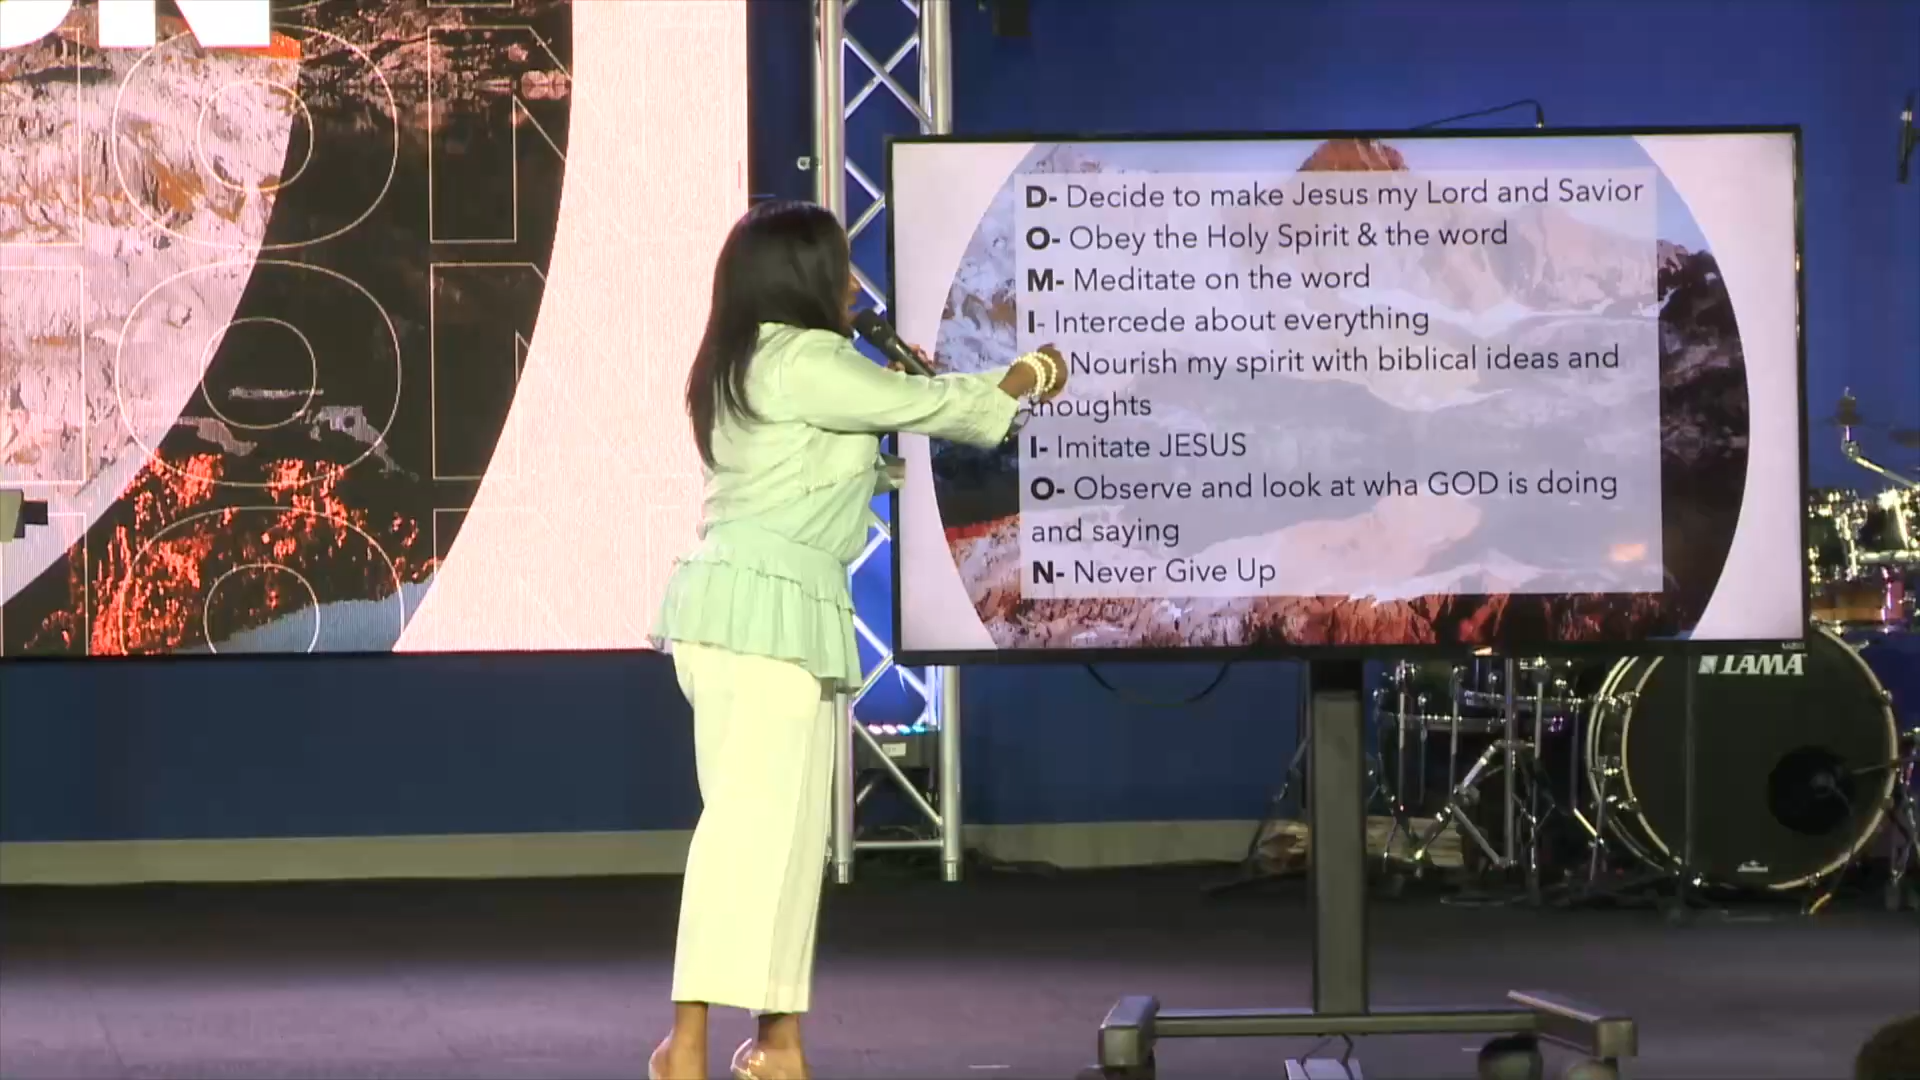 D- Decide to make Jesus my Lord and Savior
O- Obey the Holy Spirit & the word
M- Meditate on the word
I- Intercede about everything
Nourish my spirit with biblical ideas and
thoughts
I- Imitate JESUS
O- Observe and look at wha GOD is doing
and saying
N- Never Give Up
LAMA